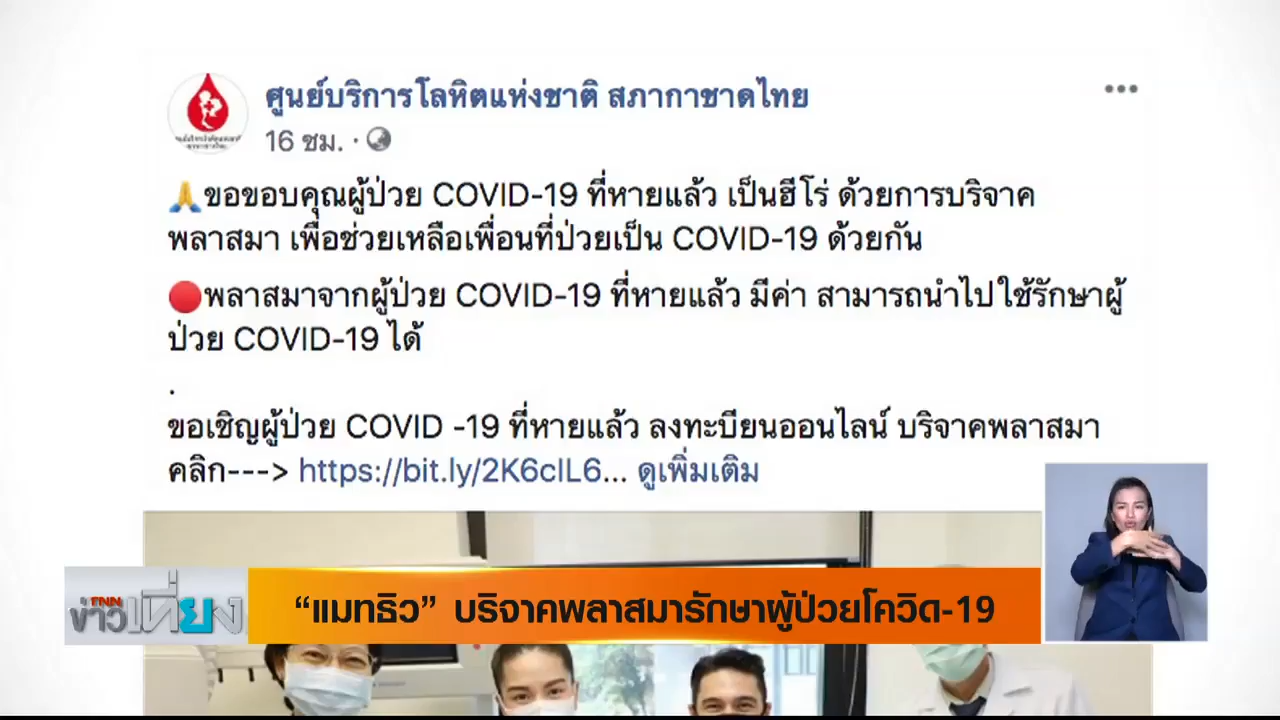 ศูนย์บริการโลหิตแห่งชาติ สภากาชาดไทย
16 ชม. ·
🙏ขอขอบคุณผู้ป่วย COVID-19 ที่หายแล้ว เป็นฮีโร่ ด้วยการบริจาค
พลาสมา เพื่อช่วยเหลือเพื่อนที่ป่วยเป็น COVID-19 ด้วยกัน
🔴พลาสมาจากผู้ป่วย COVID-19 ที่หายแล้ว มีค่า สามารถนำไปใช้รักษาผู้
ป่วย COVID-19 ได้
.
ขอเชิญผู้ป่วย COVID -19 ที่หายแล้ว ลงทะบียนออนไลน์ บริจาคพลาสมา
คลิก---> https://bit.ly/2K6clL6... ดูเพิ่มเติม
TNN
ข่าวเที่ยง
“แมทธิว” บริจาคพลาสมารักษาผู้ป่วยโควิด-19